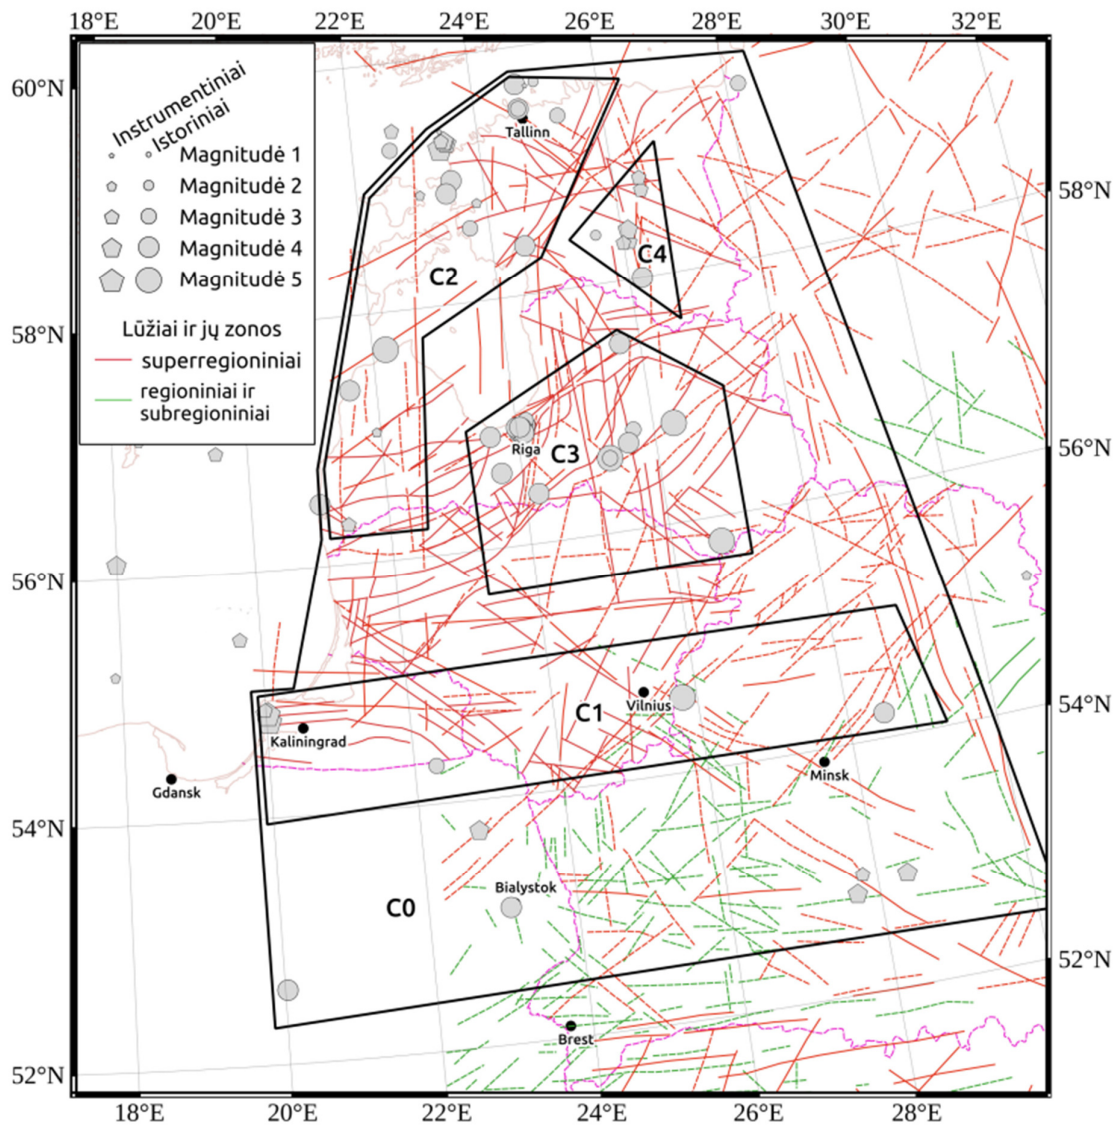 18°E 20°E 22°E 24°E 26°E 28°E 30°E 32°E
60°N
58°N
56°N
54°N
52°N
58°N
56°N
54°N
52°N
Instrumentiniai
Istoriniai
Magnitudė 1
Magnitudė 2
Magnitudė 3
Magnitudė 4
Magnitudė 5
Lūžiai ir jų zonos
superregioniniai
regioniniai ir
subregioniniai
Tallinn
C4
C2
Riga
C3
Vilnius
C1
Kaliningrad
Minsk
Gdansk
Bialystok
C0
Brest
18°E 20°E 22°E 24°E 26°E 28°E